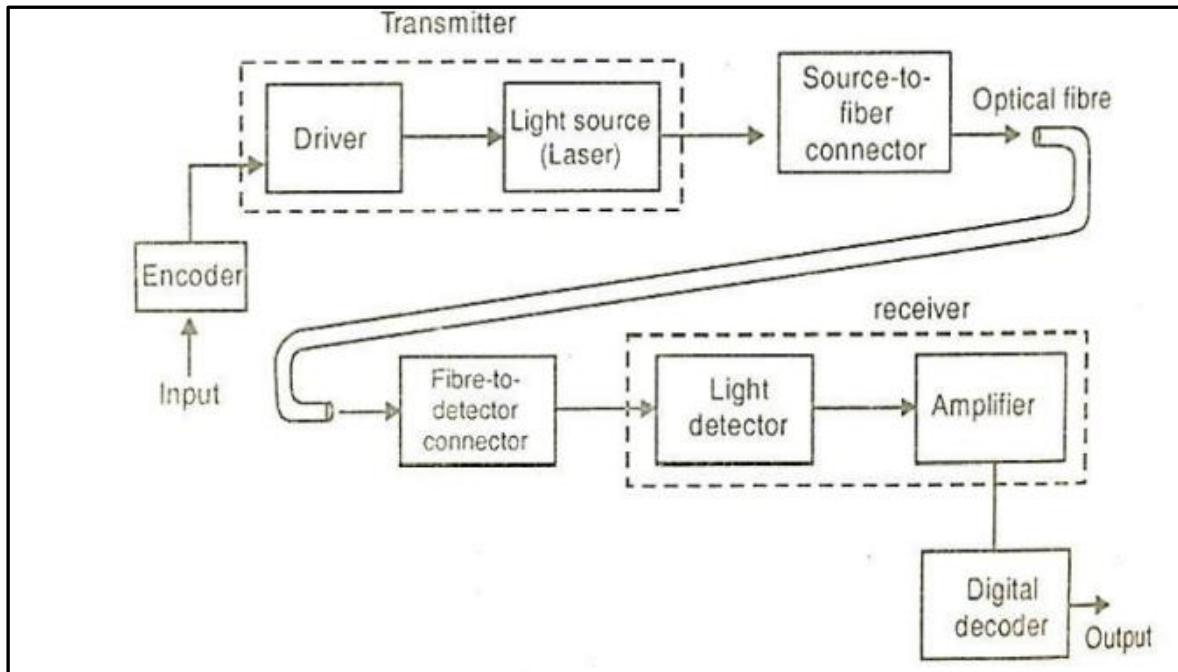 Transmitter
Driver
Light source
(Laser)
Source-to-
fiber
connector
Optical fibre
Encoder
Input
receiver
Fibre-to-
detector
connector
Light
detector
Amplifier
Digital
decoder
Output